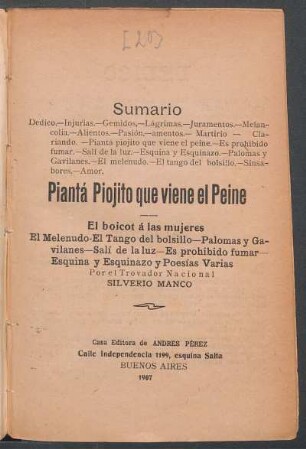 [20]
Sumario
Dedico.—Injurias.—Gemidos,—Lágrimas.—Juramentos.—Melan-
colía.—Alientos.—Pasión,—amentos.— Martirio — Cla-
riando. —Piantá piojito que viene el peine.—Es prohibido
fumar.—Salí de la luz.—Esquina y Esquinazo.—Palomas y
Gavilanes.—El melenudo.—El tango del bolsillo.—Sinsa-
bores,—Amor.
Piantá Piojito que viene el Peine
El boicot á las mujeres
El Melenudo-El Tango del bolsillo—Palomas y Ga-
vilanes—Salí de la luz—Es prohibido fumar—
Esquina y Esquinazo y Poesías Varias
Por el Trovador Nacional
SILVERIO MANCO
Casa Editora de ANDRES PÉREZ
Calle Independencia 1199, esquina Salta
BUENOS AIRES
1907